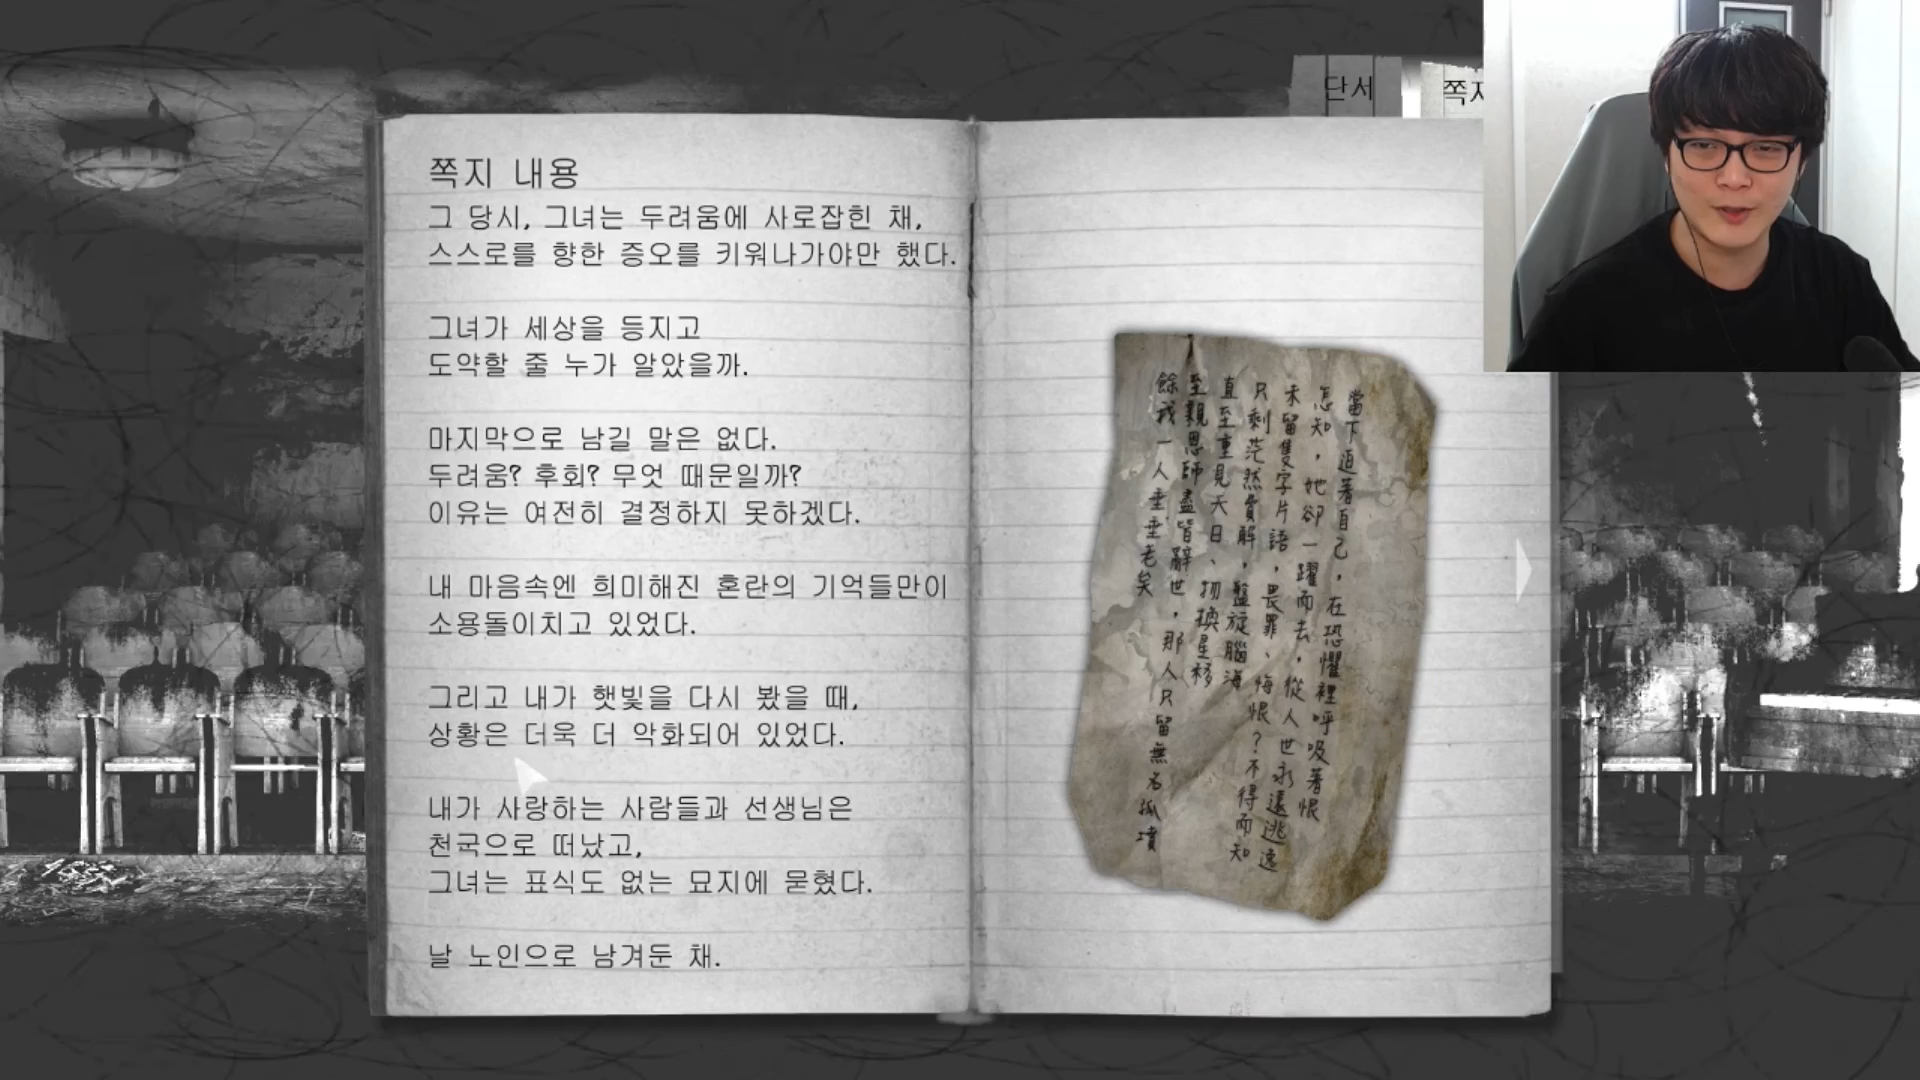 단서
쪽지 내용
그 당시, 그녀는 두려움에 사로잡힌 채,
스스로를 향한 증오를 키워나가야만 했다.
그녀가 세상을 등지고
도약할 줄 누가 알았을까.
마지막으로 남길 말은 없다.
두려움? 후회? 무엇 때문일까?
이유는 여전히 결정하지 못하겠다.
내 마음속엔 희미해진 혼란의 기억들만이
소용돌이치고 있었다.
그리고 내가 햇빛을 다시 봤을 때,
상황은 더욱 더 악화되어 있었다.
내가 사랑하는 사람들과 선생님은
천국으로 떠났고,
그녀는 표식도 없는 묘지에 묻혔다.
날 노인으로 남겨둔 채.
當下逼著自己，在恐懼裡呼吸著恨
怎知，她卻一躍而去，從人世永遠逃逸
未留隻字片語，畏罪、悔恨？不得而知
只剩茫然費解，盤旋腦海
直至重見天日、物換星移
至親恩師盡皆辭世，那人只留無名孤墳
餘我一人垂垂老矣